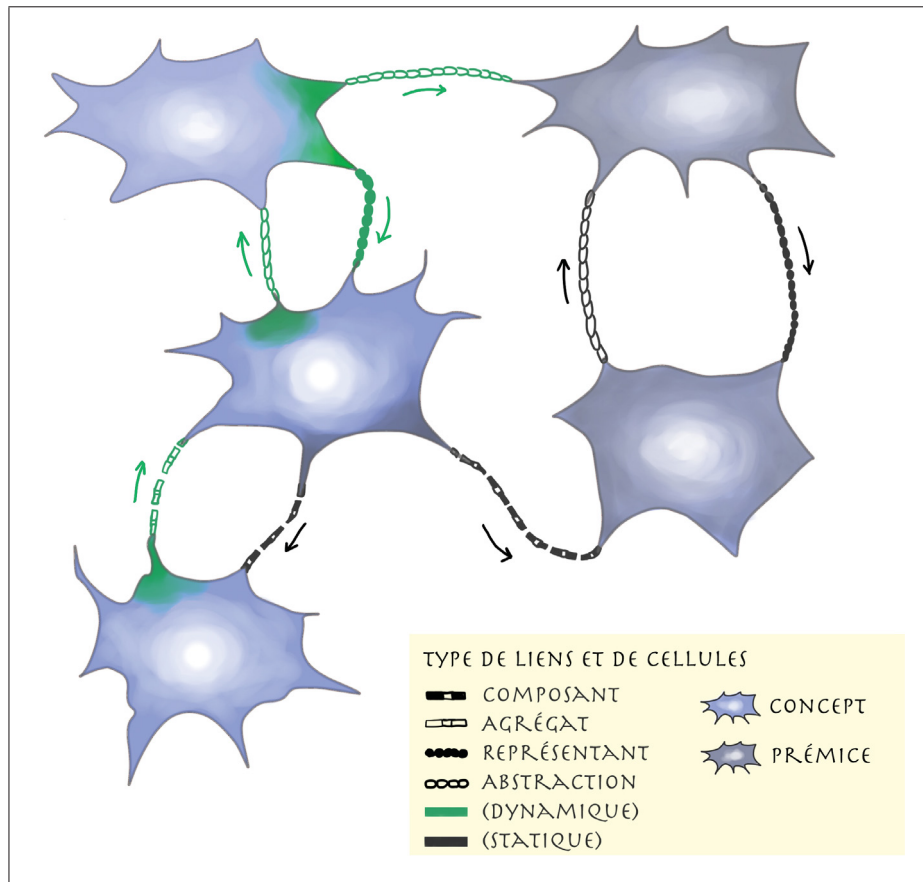 TYPE DE LIENS ET DE CELLULES
COMPOSANT
AGRÉGAT
REPRÉSENTANT
ABSTRACTION
(DYNAMIQUE)
(STATIQUE)
CONCEPT
PRÉMICE